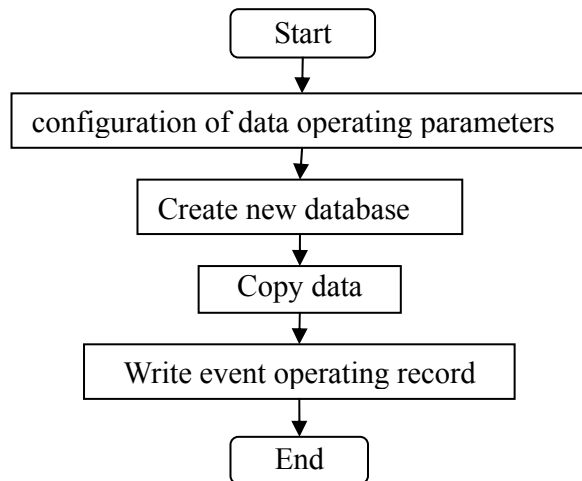 Start
configuration of data operating parameters
Create new database
Copy data
Write event operating record
End